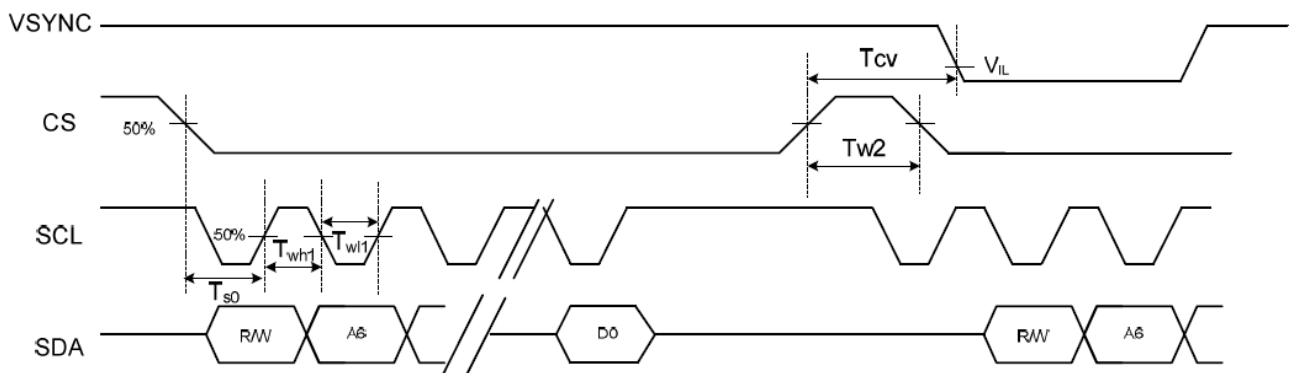 VSYNC
Tcv
VIL
CS
50%
Tw2
SCL
50%
Twh1
Twl1
Ts0
SDA
R/W
A6
D0
R/W
A6